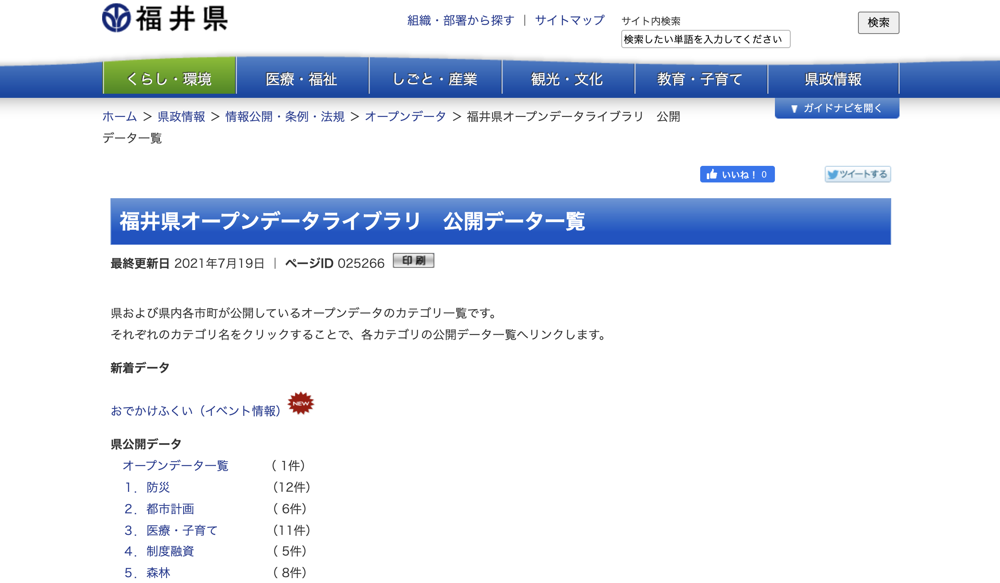 福井県
組織・部署から探す | サイトマップ
サイト内検索
検索したい単語を入力してください
検索
くらし・環境 医療・福祉 しごと・産業 観光・文化 教育・子育て 県政情報
▼ ガイドナビを開く
ホーム > 県政情報 > 情報公開・条例・法規 > オープンデータ > 福井県オープンデータライブラリ　公開
データ一覧
いいね！ 0
ツイートする
福井県オープンデータライブラリ　公開データ一覧
最終更新日 2021年7月19日 | ページID 025266 印刷
県および県内各市町が公開しているオープンデータのカテゴリ一覧です。
それぞれのカテゴリ名をクリックすることで、各カテゴリの公開データ一覧へリンクします。
新着データ
おでかけふくい（イベント情報） NEW
県公開データ
オープンデータ一覧 （ 1件）
１．防災 （12件）
２．都市計画 （ 6件）
３．医療・子育て （11件）
４．制度融資 （ 5件）
５．森林 （ 8件）